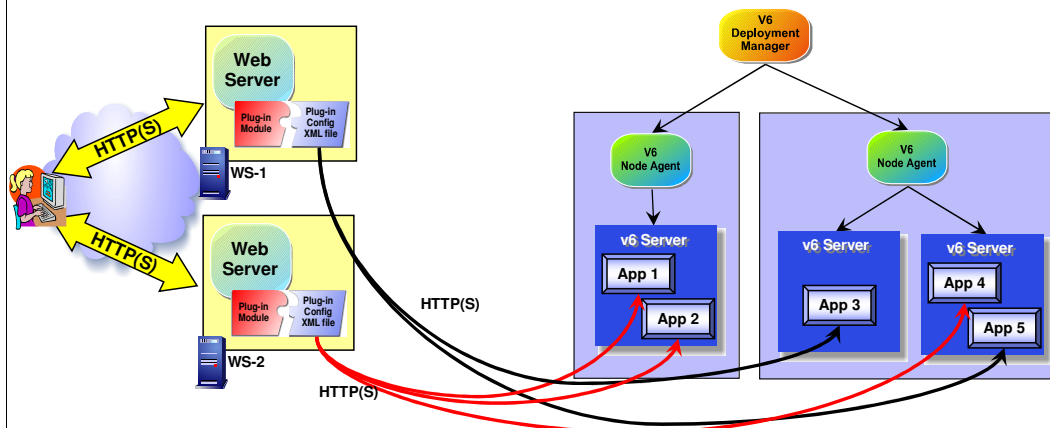 V6
Deployment
Manager
Web
Server
Plug-in
Module
Plug-in
Config
XML file
HTTP(S)
WS-1
V6
Node Agent
V6
Node Agent
HTTP(S)
Web
Server
Plug-in
Module
Plug-in
Config
XML file
WS-2
v6 Server
App 1
App 2
v6 Server
App 3
v6 Server
App 4
App 5
HTTP(S)
HTTP(S)